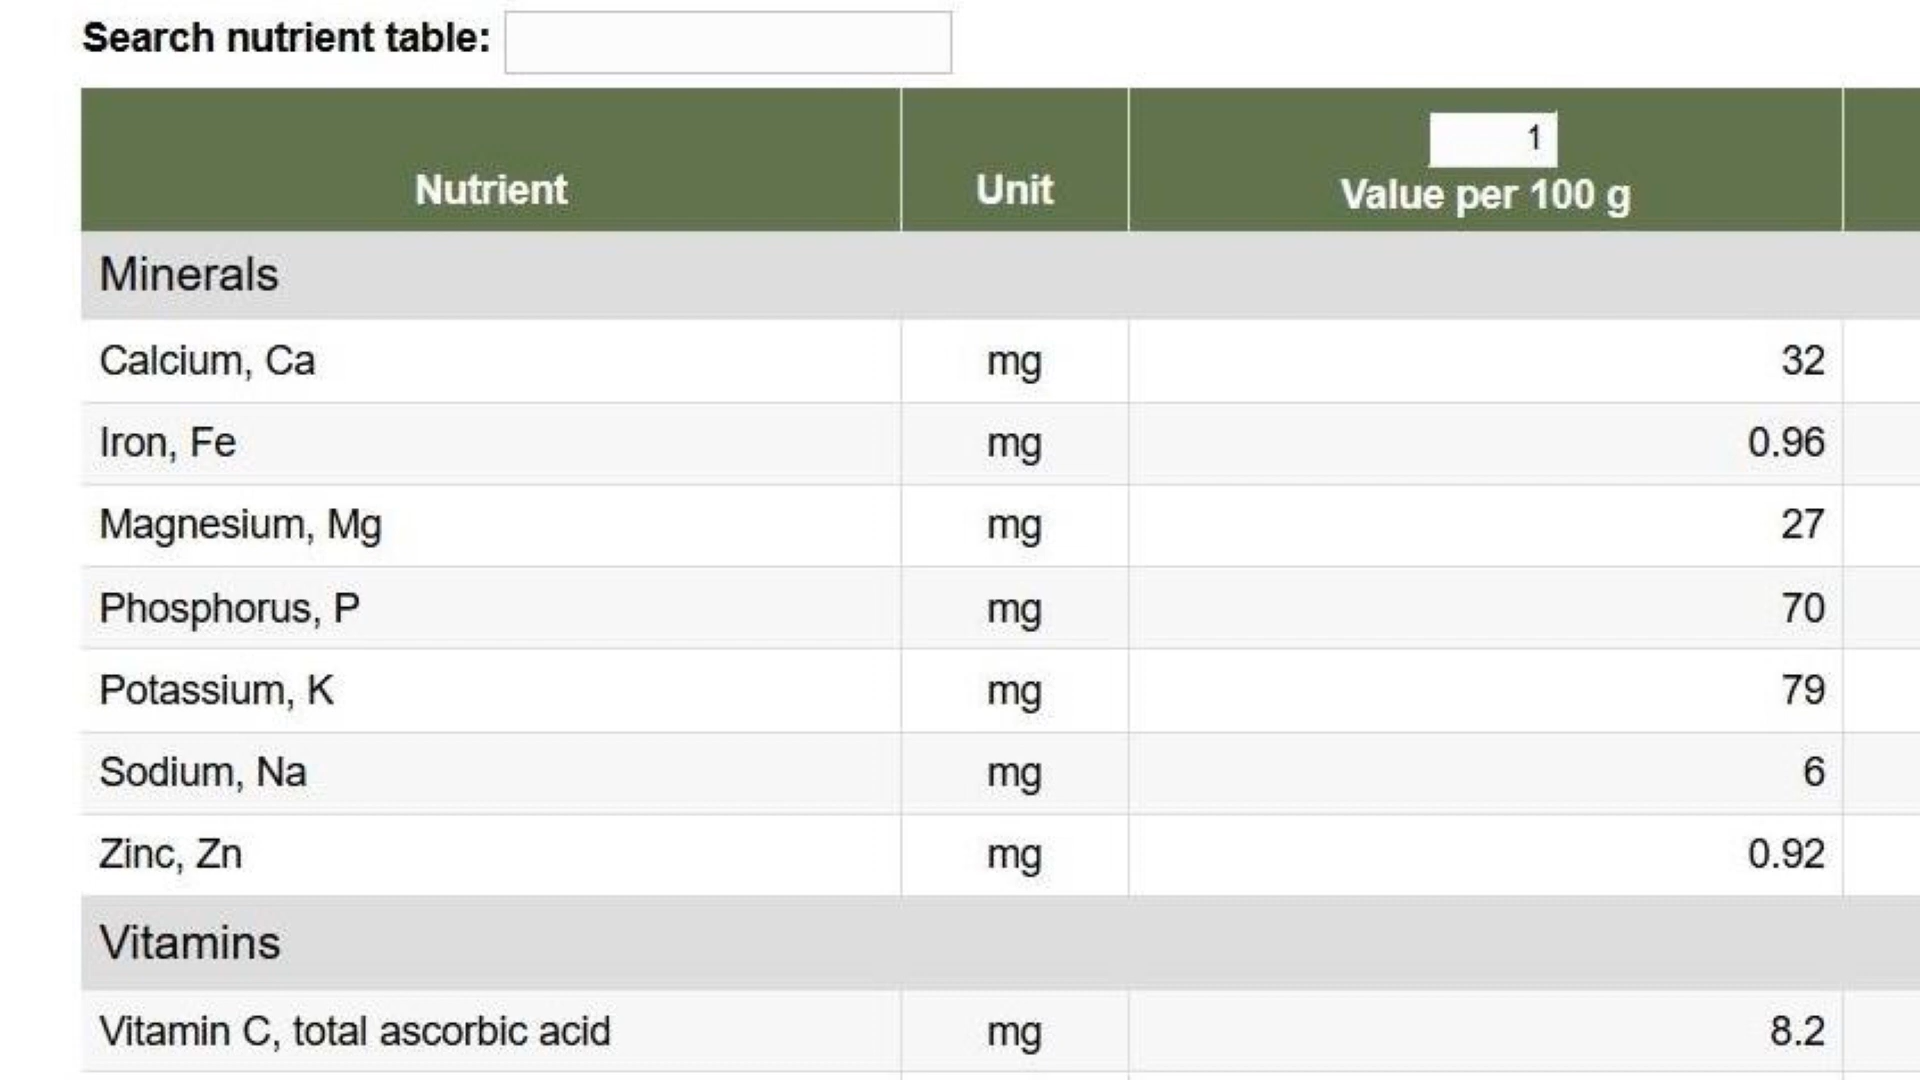 Search nutrient table:
1
Nutrient Unit Value per 100 g
Minerals
Calcium, Ca mg 32
Iron, Fe mg 0.96
Magnesium, Mg mg 27
Phosphorus, P mg 70
Potassium, K mg 79
Sodium, Na mg 6
Zinc, Zn mg 0.92
Vitamins
Vitamin C, total ascorbic acid mg 8.2